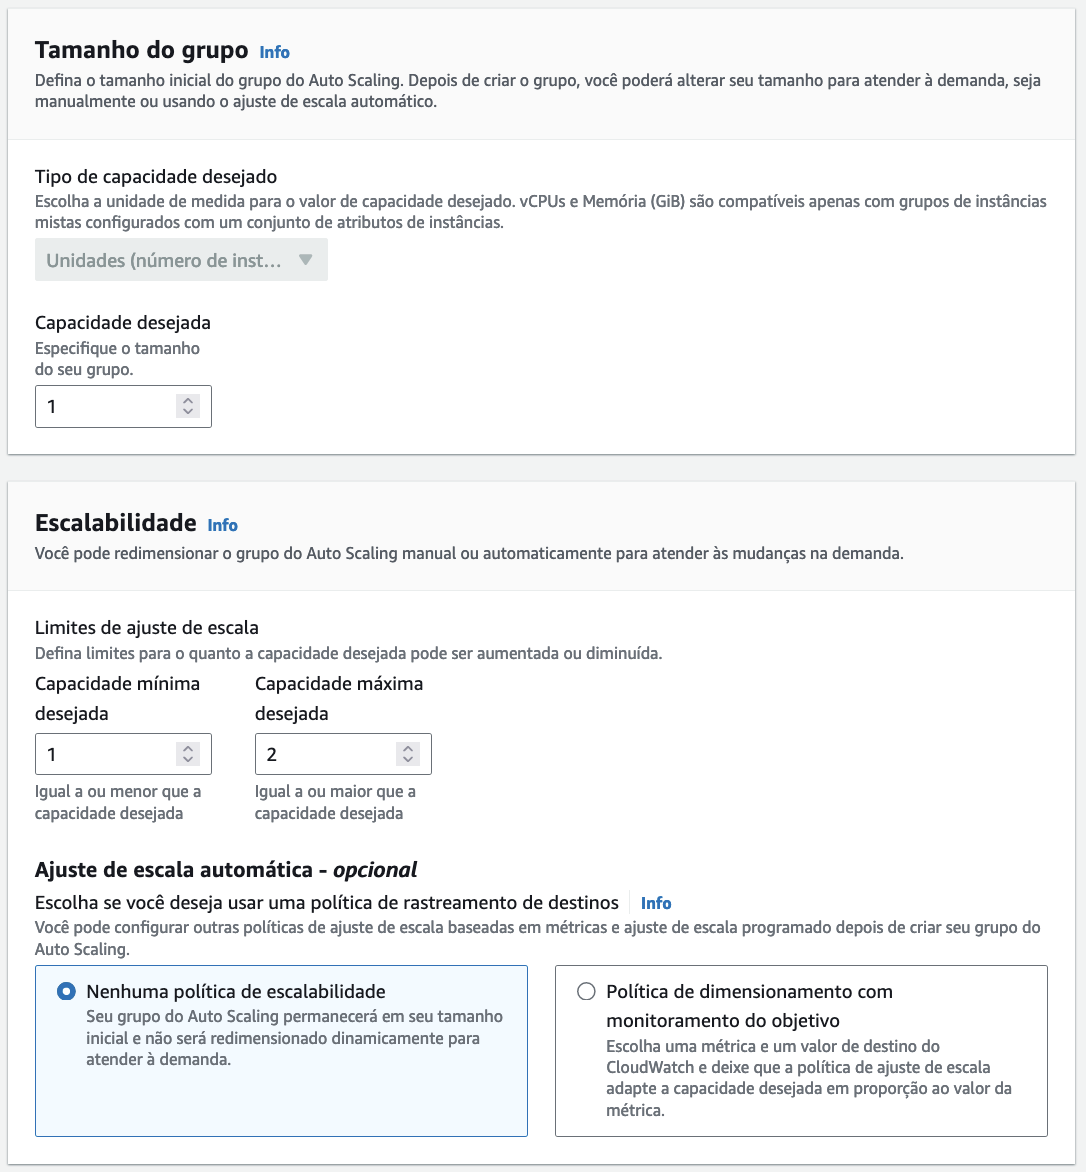 Tamanho do grupo Info
Defina o tamanho inicial do grupo do Auto Scaling. Depois de criar o grupo, você poderá alterar seu tamanho para atender à demanda, seja
manualmente ou usando o ajuste de escala automático.
Tipo de capacidade desejado
Escolha a unidade de medida para o valor de capacidade desejado. vCPUs e Memória (GiB) são compatíveis apenas com grupos de instâncias
mistas configurados com um conjunto de atributos de instâncias.
Unidades (número de inst...
Capacidade desejada
Especifique o tamanho
do seu grupo.
1
Escalabilidade Info
Você pode redimensionar o grupo do Auto Scaling manual ou automaticamente para atender às mudanças na demanda.
Limites de ajuste de escala
Defina limites para o quanto a capacidade desejada pode ser aumentada ou diminuída.
Capacidade mínima
desejada
1
Igual a ou menor que a
capacidade desejada
Capacidade máxima
desejada
2
Igual a ou maior que a
capacidade desejada
Ajuste de escala automática - opcional
Escolha se você deseja usar uma política de rastreamento de destinos Info
Você pode configurar outras políticas de ajuste de escala baseadas em métricas e ajuste de escala programado depois de criar seu grupo do
Auto Scaling.
Nenhuma política de escalabilidade
Seu grupo do Auto Scaling permanecerá em seu tamanho
inicial e não será redimensionado dinamicamente para
atender à demanda.
Política de dimensionamento com
monitoramento do objetivo
Escolha uma métrica e um valor de destino do
CloudWatch e deixe que a política de ajuste de escala
adapte a capacidade desejada em proporção ao valor da
métrica.